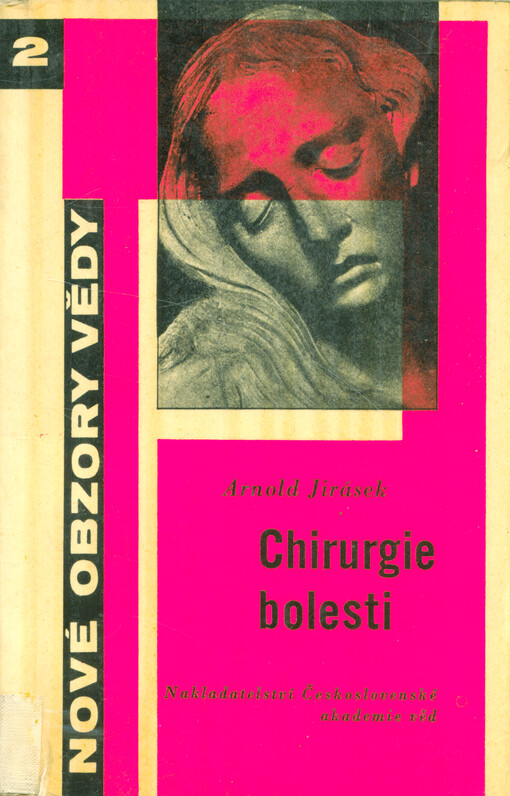 2
NOVÉ OBZORY VĚDY
Arnold Jirásek
Chirurgie
bolesti
Nakladatelství Československé
akademie věd